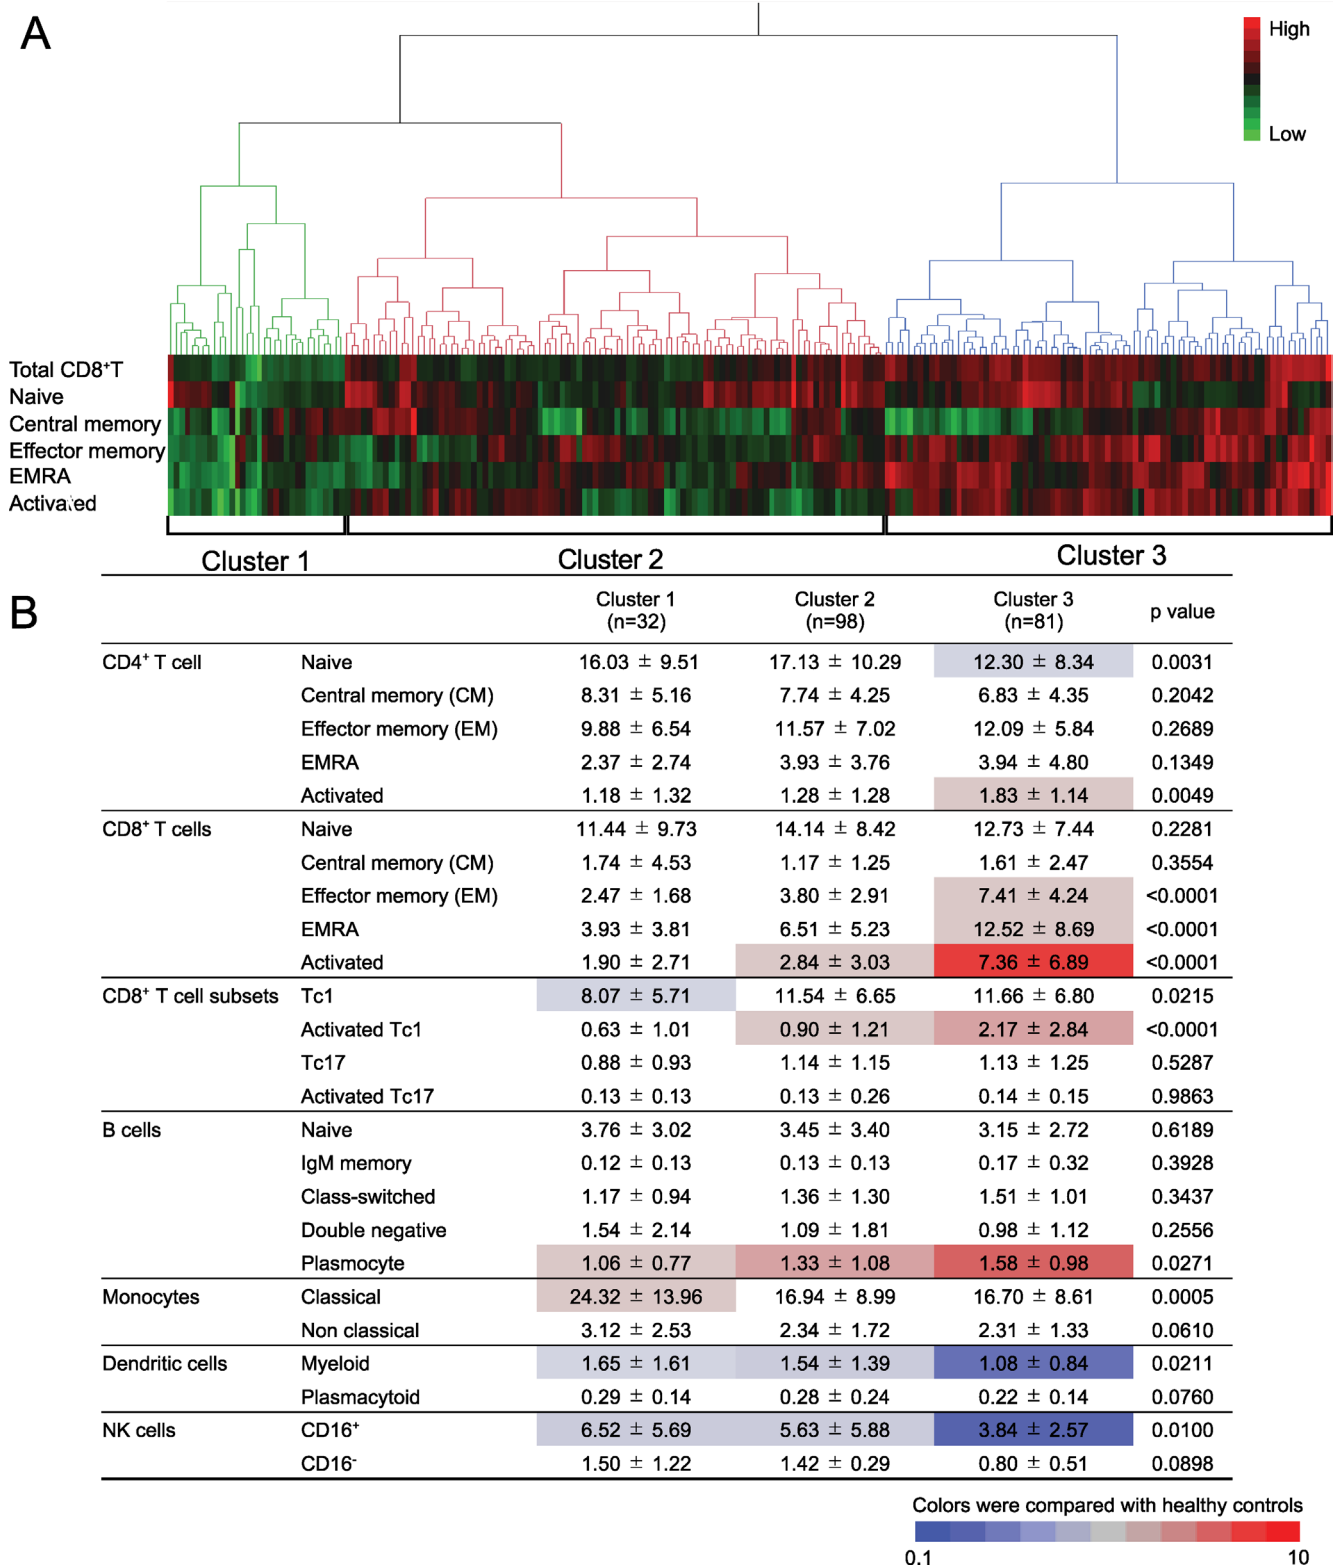 A
High
Low
Total CD8⁺T
Naive
Central memory
Effector memory
EMRA
Activated
Cluster 1 Cluster 2 Cluster 3
B
Cluster 1 (n=32) Cluster 2 (n=98) Cluster 3 (n=81) p value
CD4⁺ T cell Naive 16.03 ± 9.51 17.13 ± 10.29 12.30 ± 8.34 0.0031
Central memory (CM) 8.31 ± 5.16 7.74 ± 4.25 6.83 ± 4.35 0.2042
Effector memory (EM) 9.88 ± 6.54 11.57 ± 7.02 12.09 ± 5.84 0.2689
EMRA 2.37 ± 2.74 3.93 ± 3.76 3.94 ± 4.80 0.1349
Activated 1.18 ± 1.32 1.28 ± 1.28 1.83 ± 1.14 0.0049
CD8⁺ T cells Naive 11.44 ± 9.73 14.14 ± 8.42 12.73 ± 7.44 0.2281
Central memory (CM) 1.74 ± 4.53 1.17 ± 1.25 1.61 ± 2.47 0.3554
Effector memory (EM) 2.47 ± 1.68 3.80 ± 2.91 7.41 ± 4.24 <0.0001
EMRA 3.93 ± 3.81 6.51 ± 5.23 12.52 ± 8.69 <0.0001
Activated 1.90 ± 2.71 2.84 ± 3.03 7.36 ± 6.89 <0.0001
CD8⁺ T cell subsets Tc1 8.07 ± 5.71 11.54 ± 6.65 11.66 ± 6.80 0.0215
Activated Tc1 0.63 ± 1.01 0.90 ± 1.21 2.17 ± 2.84 <0.0001
Tc17 0.88 ± 0.93 1.14 ± 1.15 1.13 ± 1.25 0.5287
Activated Tc17 0.13 ± 0.13 0.13 ± 0.26 0.14 ± 0.15 0.9863
B cells Naive 3.76 ± 3.02 3.45 ± 3.40 3.15 ± 2.72 0.6189
IgM memory 0.12 ± 0.13 0.13 ± 0.13 0.17 ± 0.32 0.3928
Class-switched 1.17 ± 0.94 1.36 ± 1.30 1.51 ± 1.01 0.3437
Double negative 1.54 ± 2.14 1.09 ± 1.81 0.98 ± 1.12 0.2556
Plasmocyte 1.06 ± 0.77 1.33 ± 1.08 1.58 ± 0.98 0.0271
Monocytes Classical 24.32 ± 13.96 16.94 ± 8.99 16.70 ± 8.61 0.0005
Non classical 3.12 ± 2.53 2.34 ± 1.72 2.31 ± 1.33 0.0610
Dendritic cells Myeloid 1.65 ± 1.61 1.54 ± 1.39 1.08 ± 0.84 0.0211
Plasmacytoid 0.29 ± 0.14 0.28 ± 0.24 0.22 ± 0.14 0.0760
NK cells CD16⁺ 6.52 ± 5.69 5.63 ± 5.88 3.84 ± 2.57 0.0100
CD16⁻ 1.50 ± 1.22 1.42 ± 0.29 0.80 ± 0.51 0.0898
Colors were compared with healthy controls
0.1 10